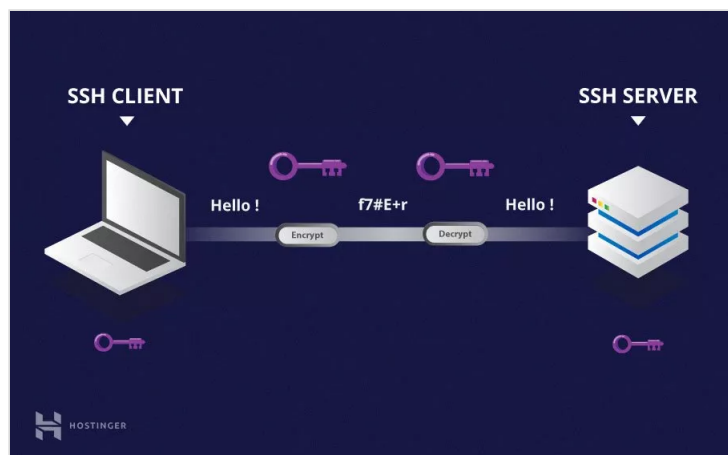 SSH CLIENT
SSH SERVER
Hello !
f7#E+r
Hello !
Encrypt
Decrypt
HOSTINGER